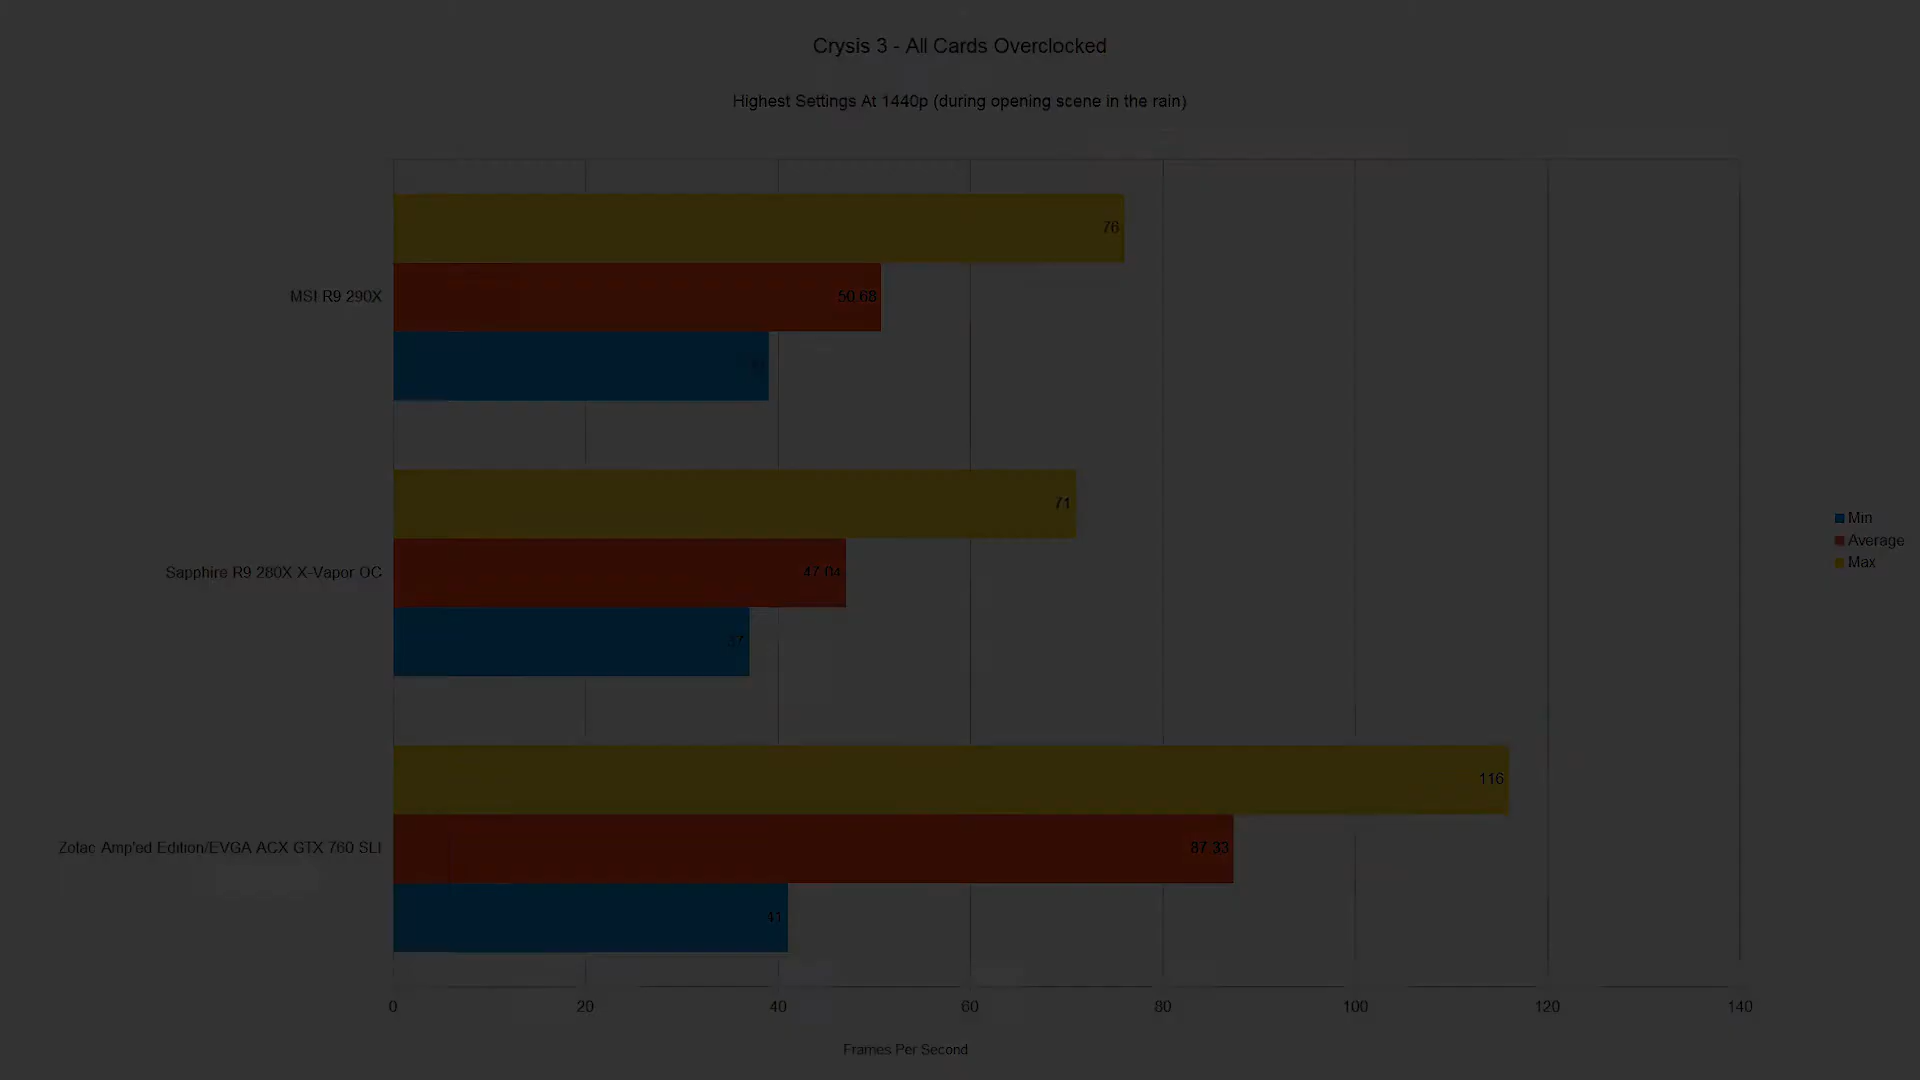 Crysis 3 - All Cards Overclocked
Highest Settings At 1440p (during opening scene in the rain)
76
MSI R9 290X
50.68
71
Sapphire R9 280X X-Vapor OC
47.04
37
116
Zotac Amp'ed Edition/EVGA ACX GTX 760 SLI
87.33
41
Min
Average
Max
0 20 40 60 80 100 120 140
Frames Per Second